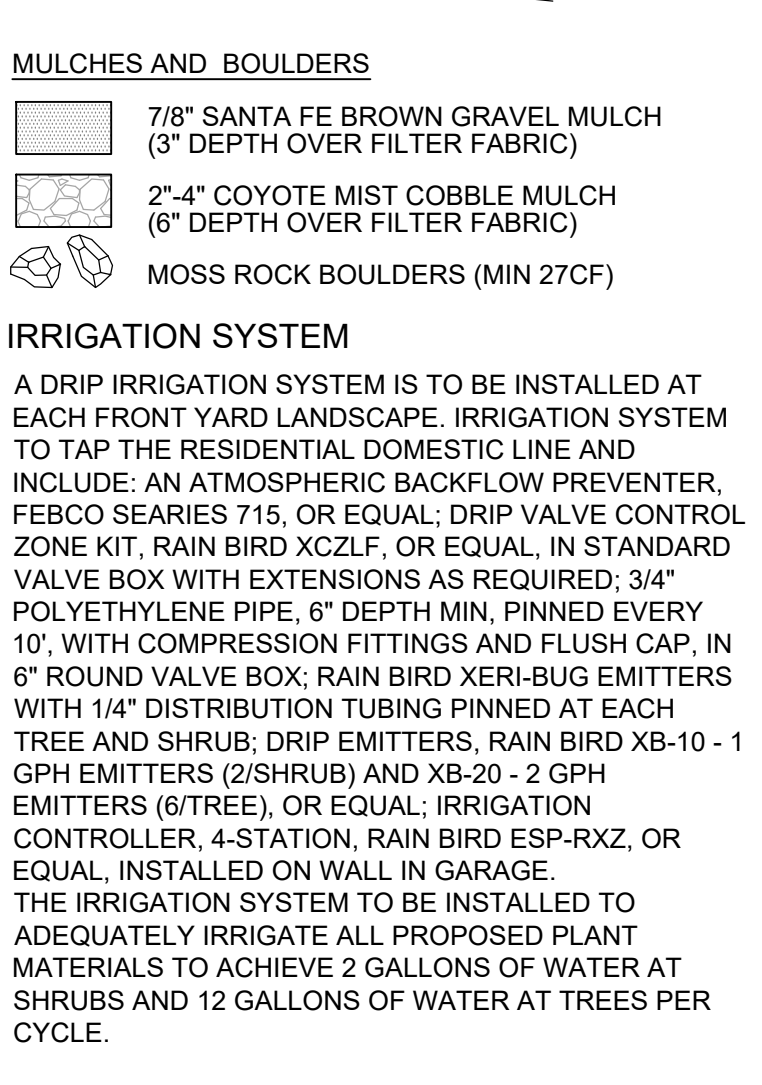 MULCHES AND BOULDERS
7/8" SANTA FE BROWN GRAVEL MULCH
(3" DEPTH OVER FILTER FABRIC)
2"-4" COYOTE MIST COBBLE MULCH
(6" DEPTH OVER FILTER FABRIC)
MOSS ROCK BOULDERS (MIN 27CF)
IRRIGATION SYSTEM
A DRIP IRRIGATION SYSTEM IS TO BE INSTALLED AT
EACH FRONT YARD LANDSCAPE. IRRIGATION SYSTEM
TO TAP THE RESIDENTIAL DOMESTIC LINE AND
INCLUDE: AN ATMOSPHERIC BACKFLOW PREVENTER,
FEBCO SEARIES 715, OR EQUAL; DRIP VALVE CONTROL
ZONE KIT, RAIN BIRD XCZLF, OR EQUAL, IN STANDARD
VALVE BOX WITH EXTENSIONS AS REQUIRED; 3/4"
POLYETHYLENE PIPE, 6" DEPTH MIN, PINNED EVERY
10', WITH COMPRESSION FITTINGS AND FLUSH CAP, IN
6" ROUND VALVE BOX; RAIN BIRD XERI-BUG EMITTERS
WITH 1/4" DISTRIBUTION TUBING PINNED AT EACH
TREE AND SHRUB; DRIP EMITTERS, RAIN BIRD XB-10 - 1
GPH EMITTERS (2/SHRUB) AND XB-20 - 2 GPH
EMITTERS (6/TREE), OR EQUAL; IRRIGATION
CONTROLLER, 4-STATION, RAIN BIRD ESP-RXZ, OR
EQUAL, INSTALLED ON WALL IN GARAGE.
THE IRRIGATION SYSTEM TO BE INSTALLED TO
ADEQUATELY IRRIGATE ALL PROPOSED PLANT
MATERIALS TO ACHIEVE 2 GALLONS OF WATER AT
SHRUBS AND 12 GALLONS OF WATER AT TREES PER
CYCLE.